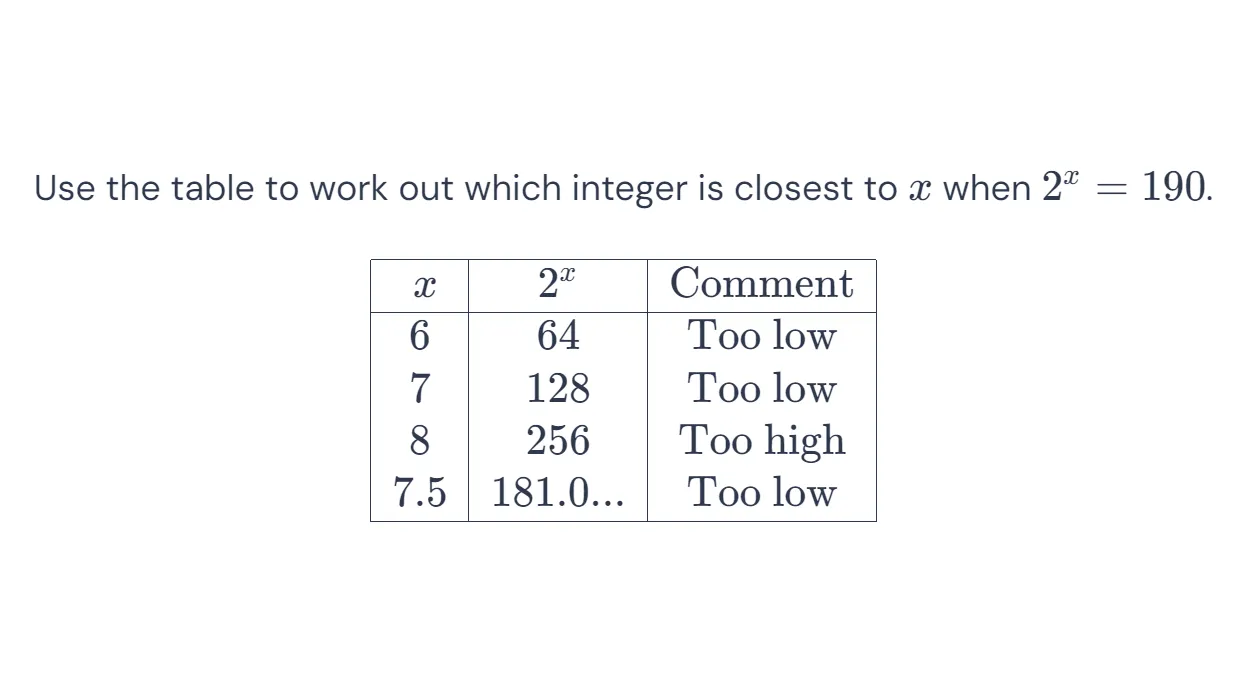 Use the table to work out which integer is closest to x when 2^x = 190.
x 2^x Comment
6 64 Too low
7 128 Too low
8 256 Too high
7.5 181.0... Too low